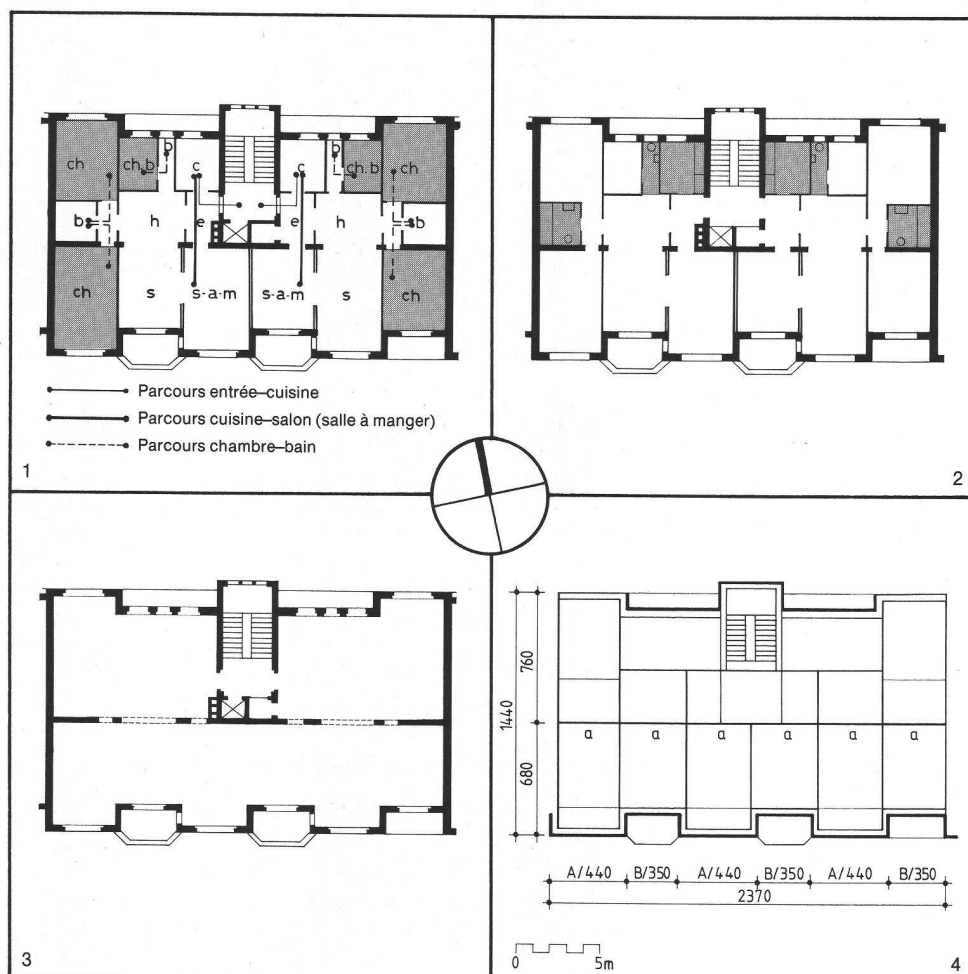 ch ch.b b c c b ch.b ch
b h e e h b
ch s s-a-m s-a-m s ch
Parcours entrée–cuisine
Parcours cuisine–salon (salle à manger)
Parcours chambre–bain
1
2
3
760
1440
680
a a a a a a
A/440 B/350 A/440 B/350 A/440 B/350
2370
0 5m
4